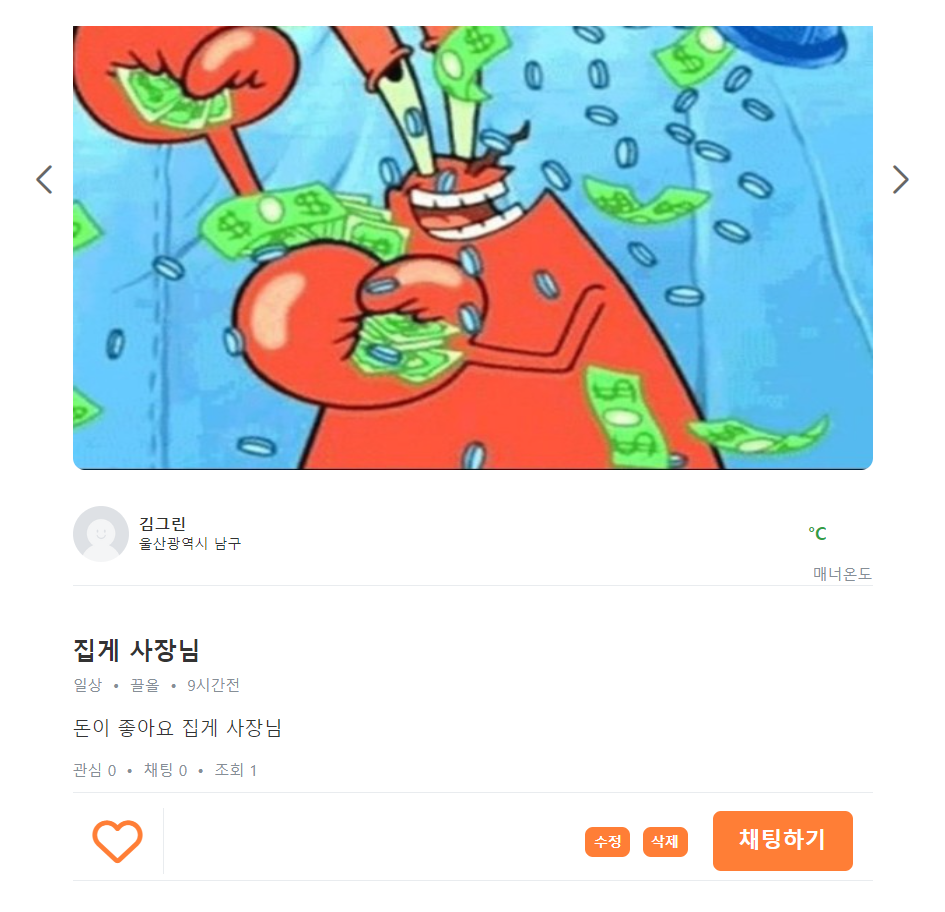 김그린
울산광역시 남구
℃
매너온도
집게 사장님
일상 • 끌올 • 9시간전
돈이 좋아요 집게 사장님
관심 0 • 채팅 0 • 조회 1
수정 삭제 채팅하기